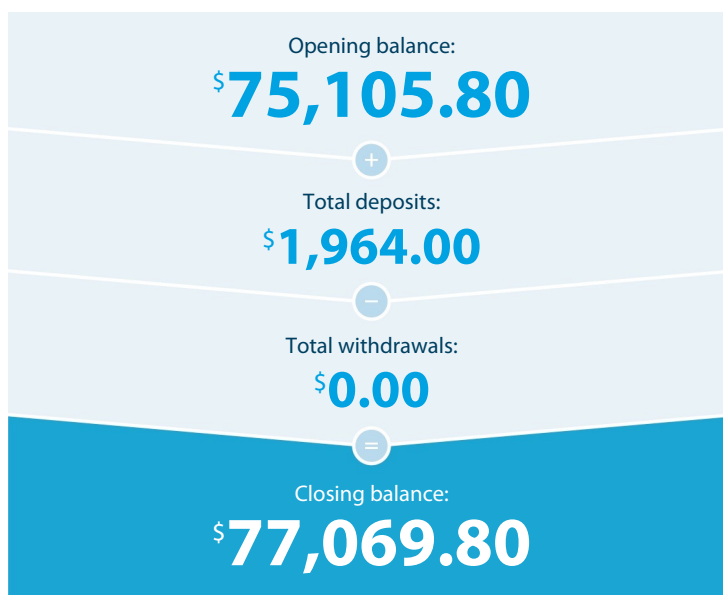 Opening balance:
$75,105.80
+
Total deposits:
$1,964.00
−
Total withdrawals:
$0.00
=
Closing balance:
$77,069.80